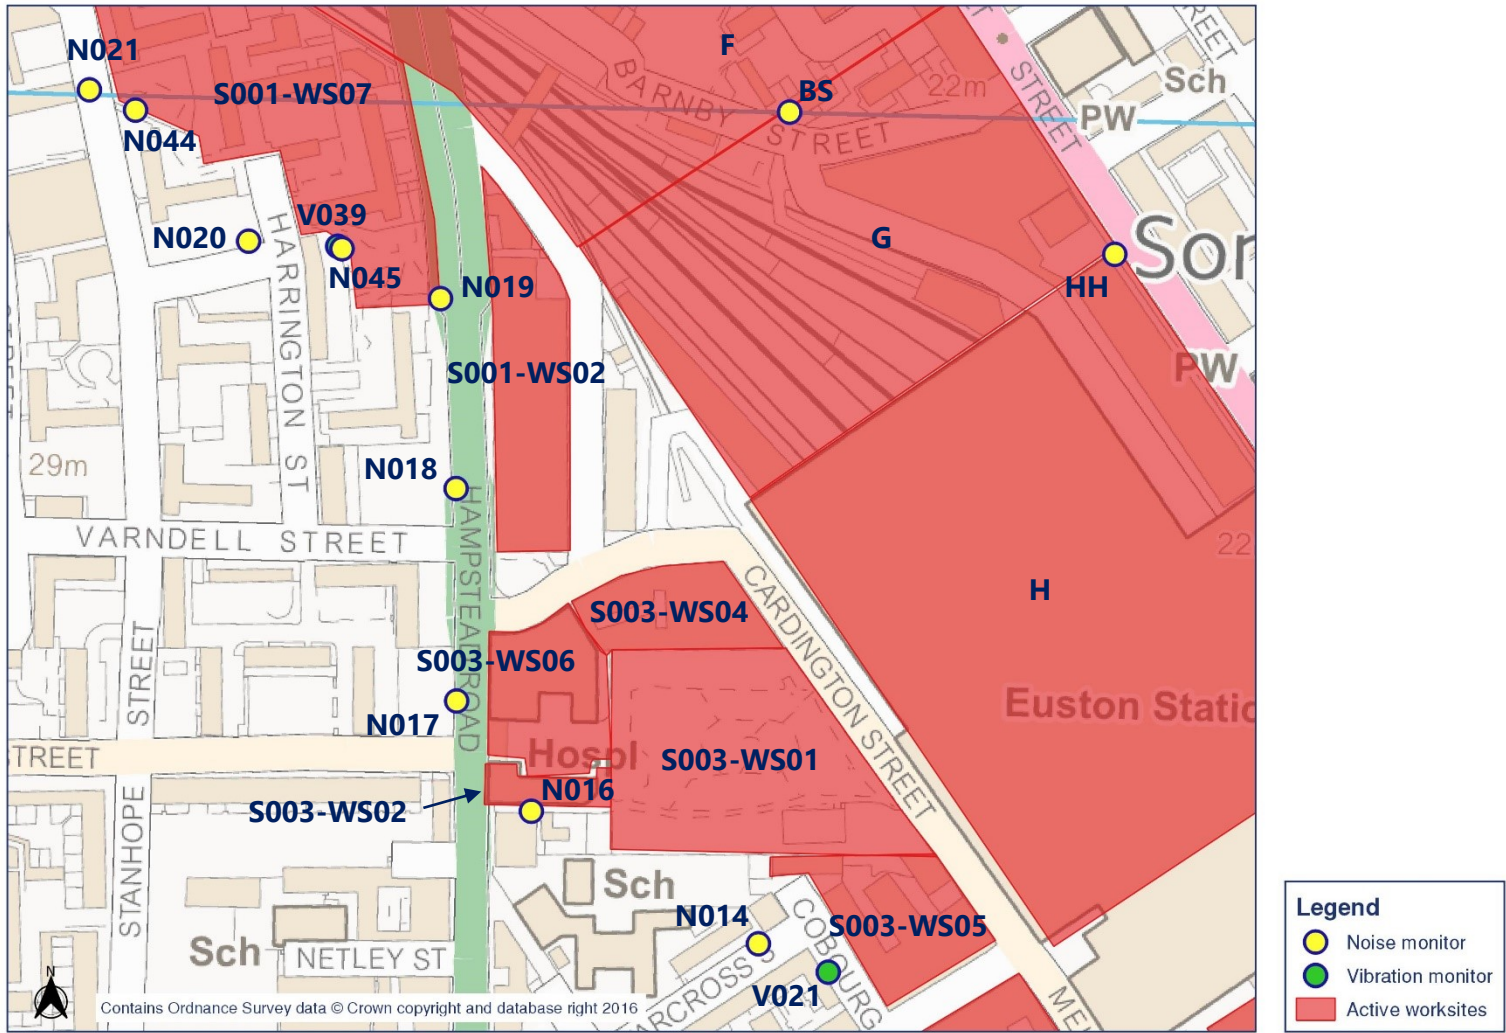 N021
F
STREET
STREET
Sch
BS
22m
PW
S001-WS07
BARNBY
STREET
N044
V039
N020
N045
HARRINGTON ST
G
Son
HH
N019
S001-WS02
PW
29m
N018
HAMPSTEAD ROAD
VARNDELL STREET
22
H
S003-WS04
CARDINGTON STREET
S003-WS06
STANHOPE STREET
N017
Euston Static
STREET
Hospl
S003-WS01
N016
S003-WS02
Sch
N014
COBOURG
S003-WS05
Sch
NETLEY ST
V021
N
Contains Ordnance Survey data © Crown copyright and database right 2016
Legend
Noise monitor
Vibration monitor
Active worksites